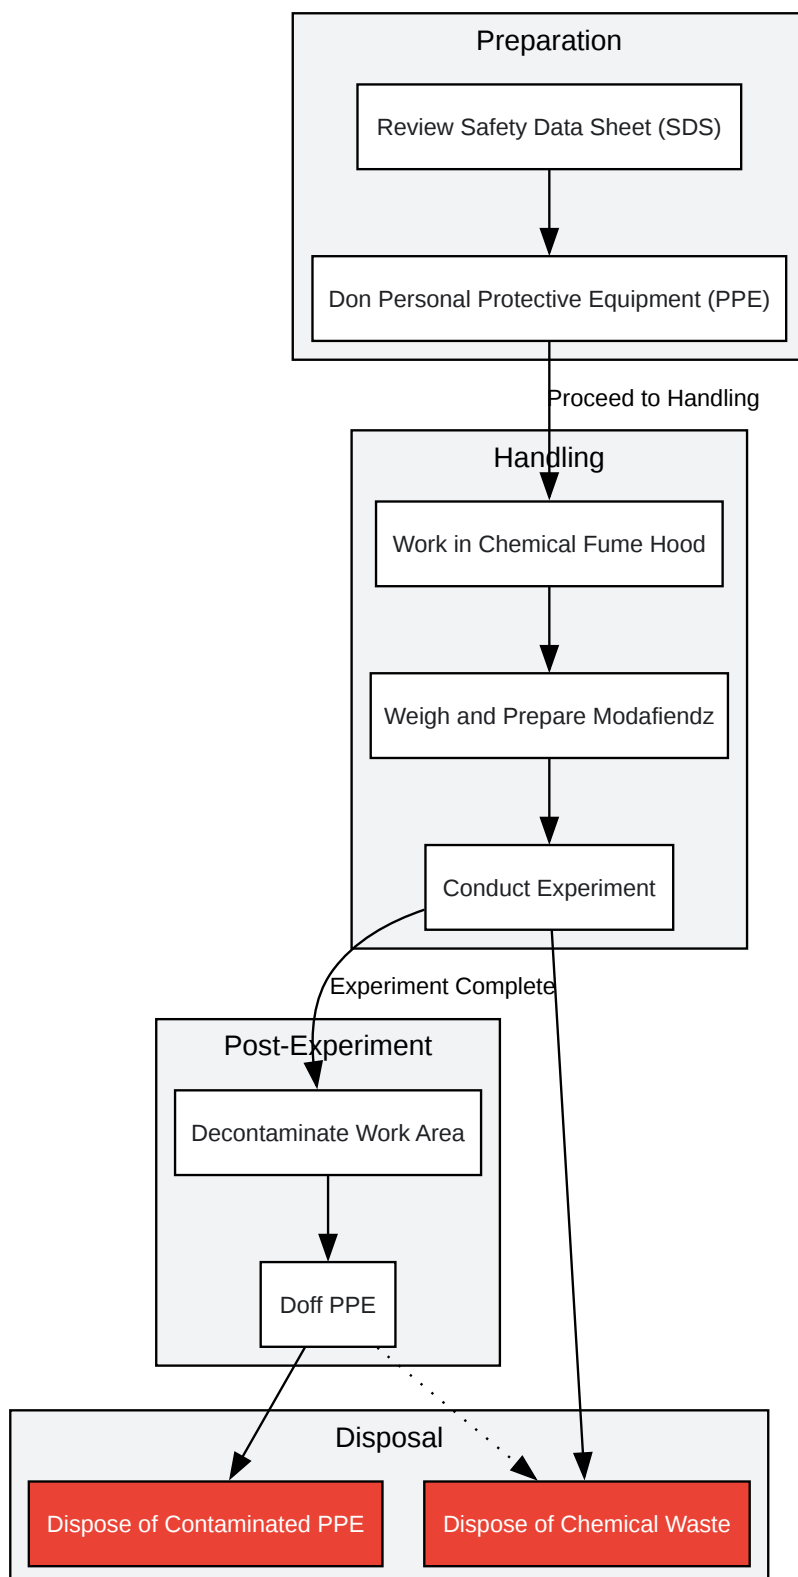 Preparation
Review Safety Data Sheet (SDS)
Don Personal Protective Equipment (PPE)
Proceed to Handling
Handling
Work in Chemical Fume Hood
Weigh and Prepare Modafiendz
Conduct Experiment
Experiment Complete
Post-Experiment
Decontaminate Work Area
Doff PPE
Disposal
Dispose of Contaminated PPE
Dispose of Chemical Waste